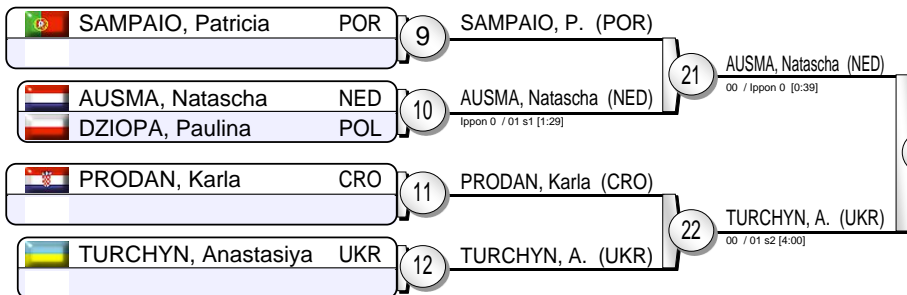 SAMPAIO, Patricia POR
9
SAMPAIO, P. (POR)
AUSMA, Natascha NED
DZIOPA, Paulina POL
10
AUSMA, Natascha (NED)
Ippon 0 / 01 s1 [1:29]
21
AUSMA, Natascha (NED)
00 / Ippon 0 [0:39]
PRODAN, Karla CRO
11
PRODAN, Karla (CRO)
TURCHYN, Anastasiya UKR
12
TURCHYN, A. (UKR)
22
TURCHYN, A. (UKR)
00 / 01 s2 [4:00]